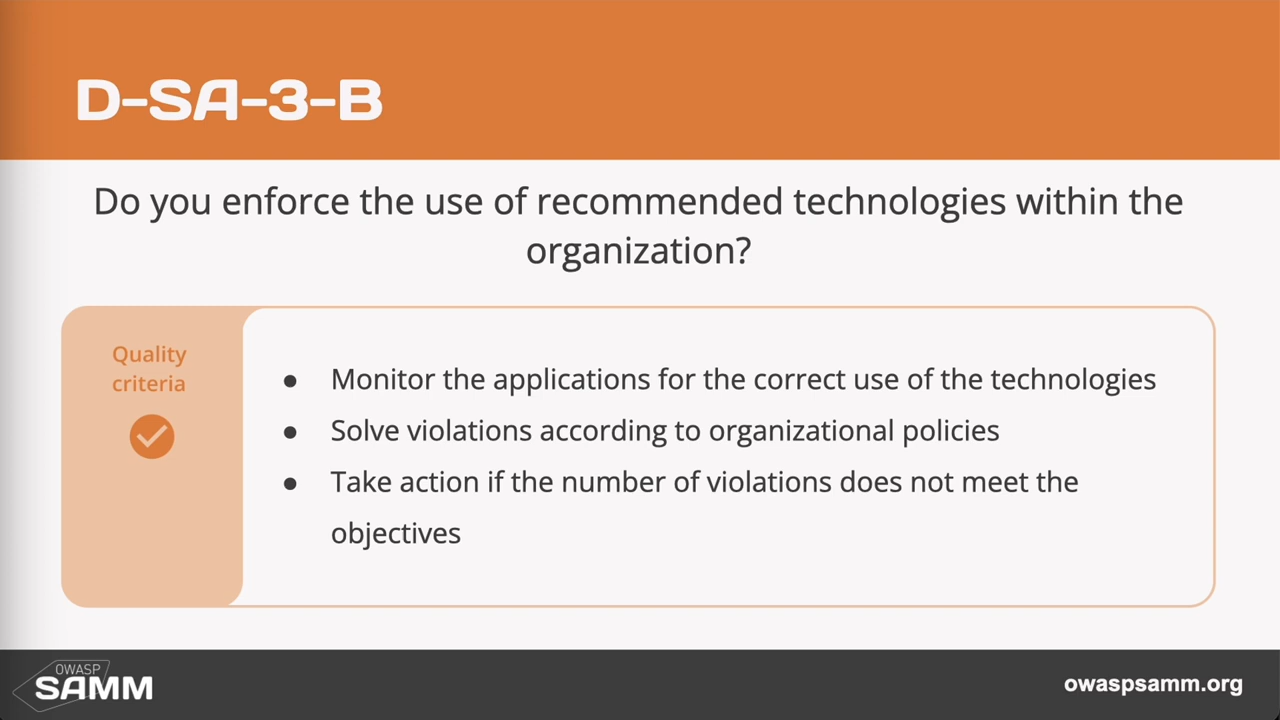 D-SA-3-B
Do you enforce the use of recommended technologies within the
organization?
Quality
criteria
● Monitor the applications for the correct use of the technologies
● Solve violations according to organizational policies
● Take action if the number of violations does not meet the
objectives
OWASP
SAMM
owaspsamm.org